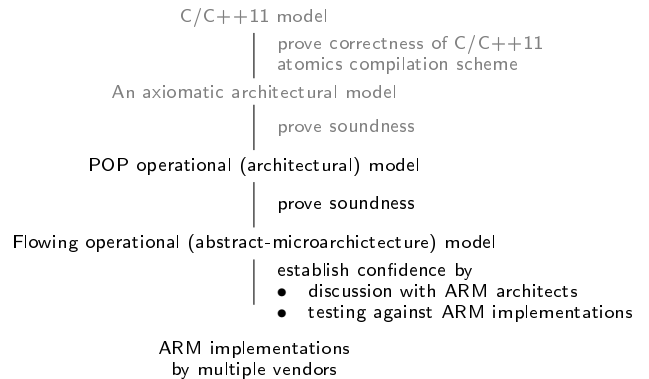 C/C++11 model
prove correctness of C/C++11
atomics compilation scheme
An axiomatic architectural model
prove soundness
POP operational (architectural) model
prove soundness
Flowing operational (abstract-microarchictecture) model
establish confidence by
• discussion with ARM architects
• testing against ARM implementations
ARM implementations
by multiple vendors